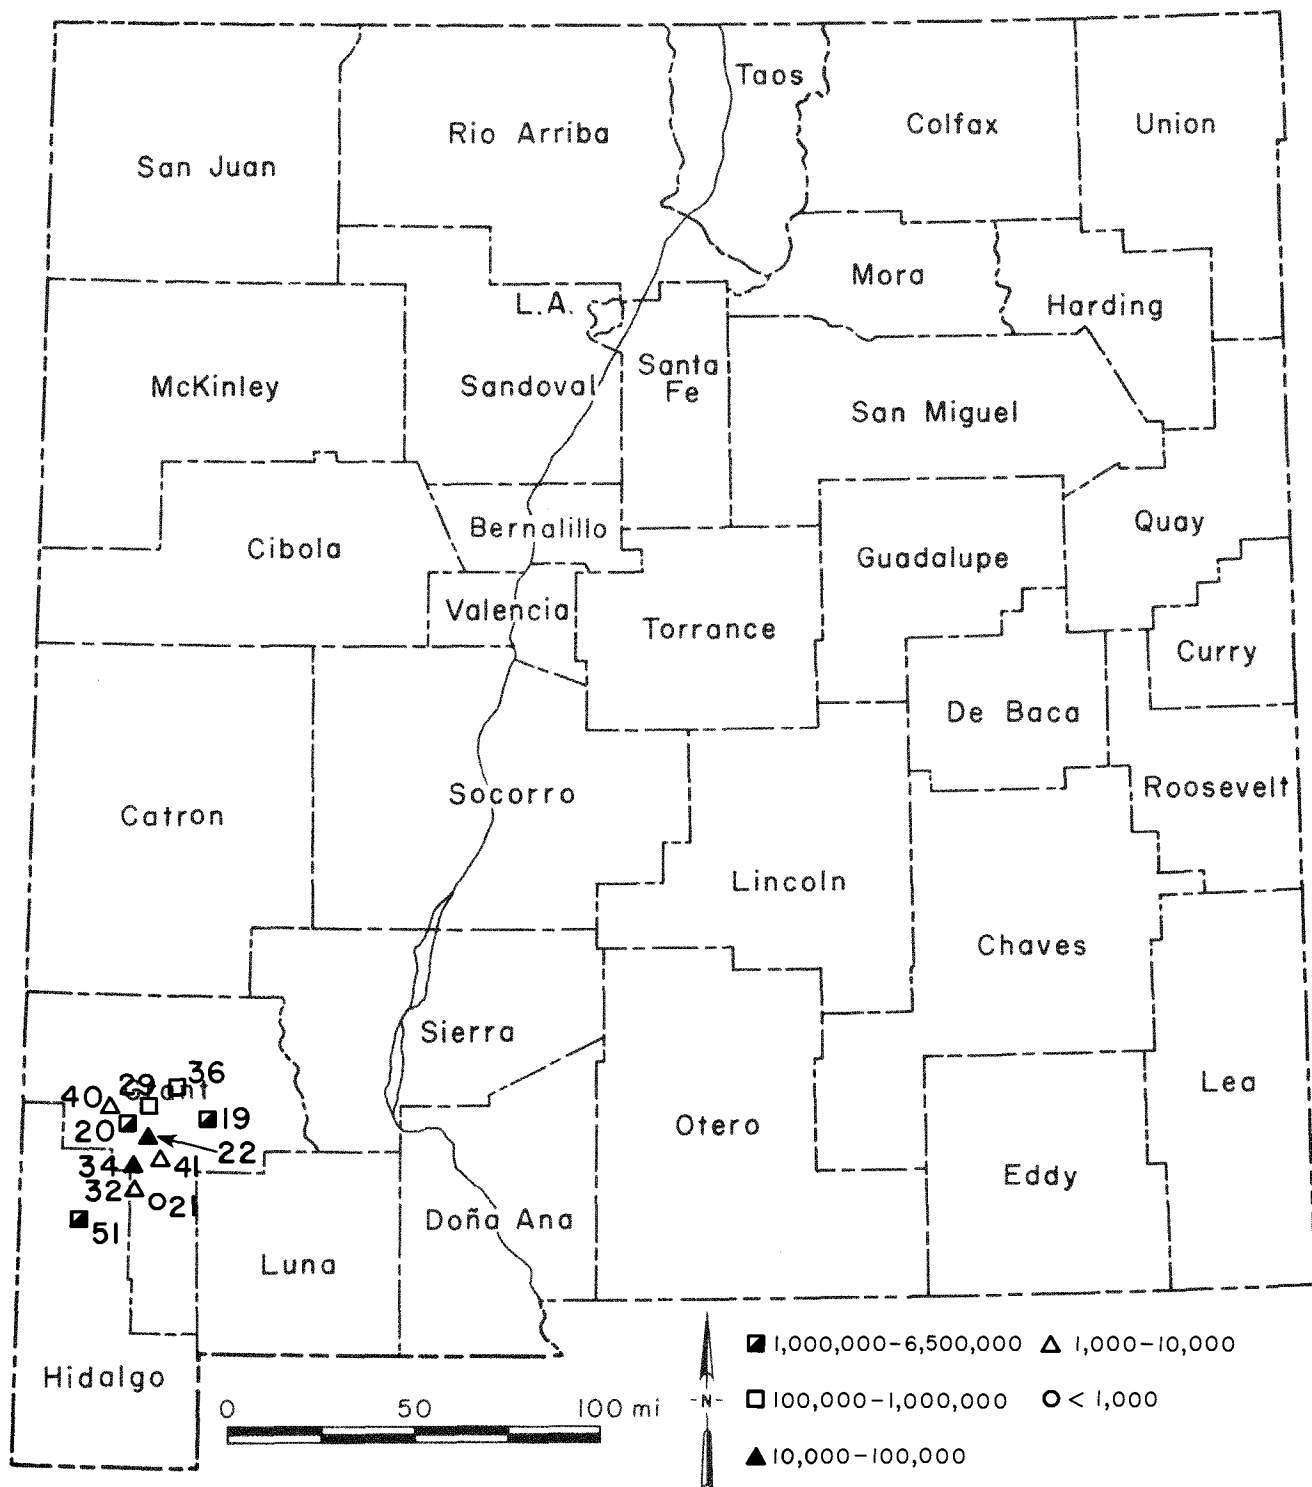 Taos
Rio Arriba
Colfax
Union
San Juan
Mora
L.A.
Harding
Santa
Fe
McKinley
Sandoval
San Miguel
Bernalillo
Quay
Cibola
Guadalupe
Valencia
Torrance
Curry
De Baca
Roosevelt
Socorro
Catron
Lincoln
Chaves
Sierra
Lea
36
29
Grant
40
19
20
22
Otero
34
41
32
21
51
Eddy
Doña Ana
Luna
Hidalgo
0 50 100 mi
-N-
1,000,000-6,500,000
1,000-10,000
100,000-1,000,000
< 1,000
10,000-100,000